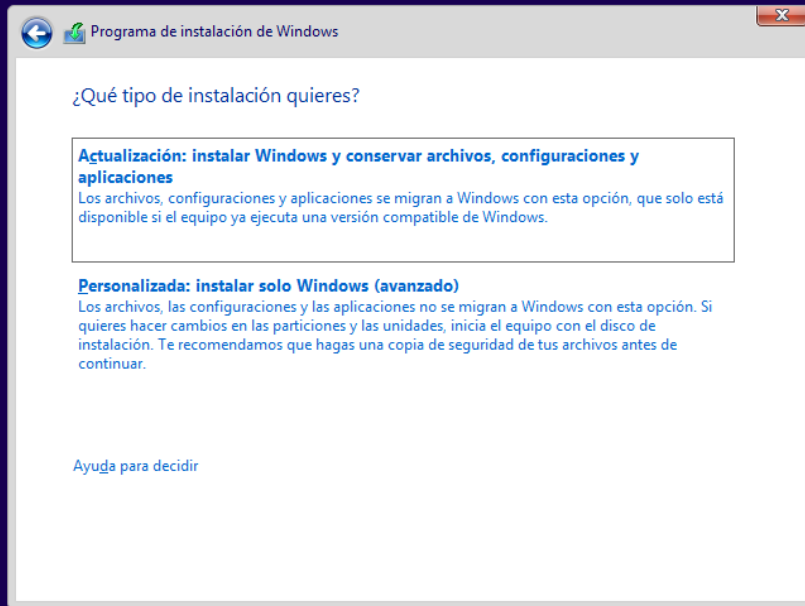 Programa de instalación de Windows
¿Qué tipo de instalación quieres?
Actualización: instalar Windows y conservar archivos, configuraciones y
aplicaciones
Los archivos, configuraciones y aplicaciones se migran a Windows con esta opción, que solo está
disponible si el equipo ya ejecuta una versión compatible de Windows.
Personalizada: instalar solo Windows (avanzado)
Los archivos, las configuraciones y las aplicaciones no se migran a Windows con esta opción. Si
quieres hacer cambios en las particiones y las unidades, inicia el equipo con el disco de
instalación. Te recomendamos que hagas una copia de seguridad de tus archivos antes de
continuar.
Ayuda para decidir